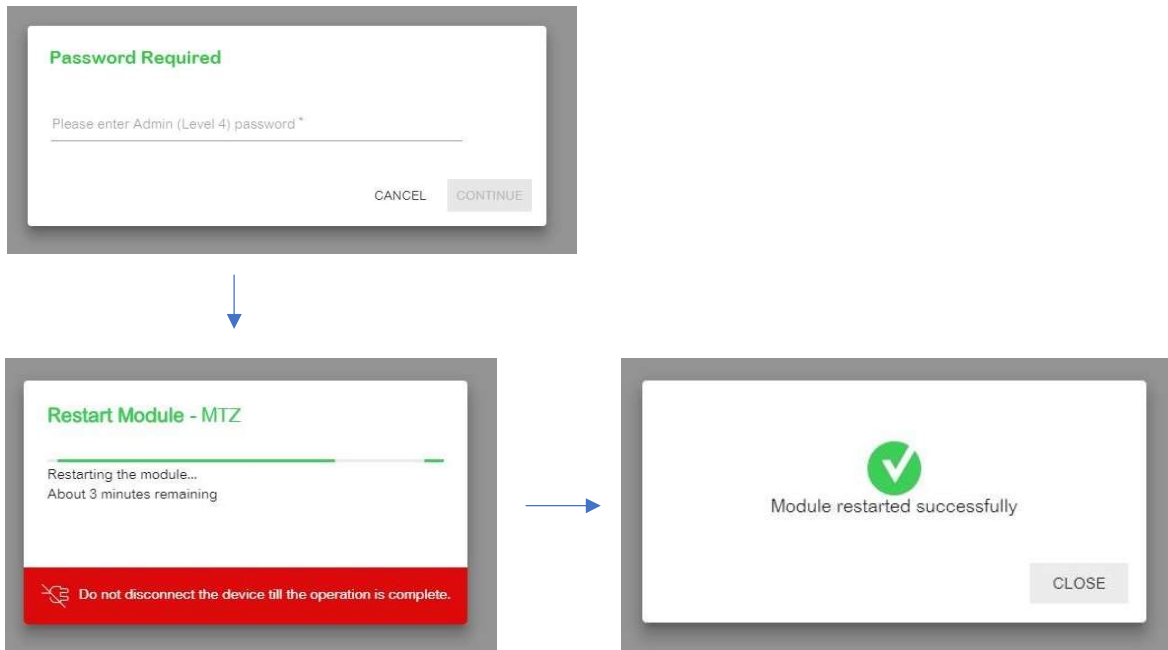 Password Required
Please enter Admin (Level 4) password *
CANCEL CONTINUE
Restart Module - MTZ
Restarting the module...
About 3 minutes remaining
Do not disconnect the device till the operation is complete.
Module restarted successfully
CLOSE